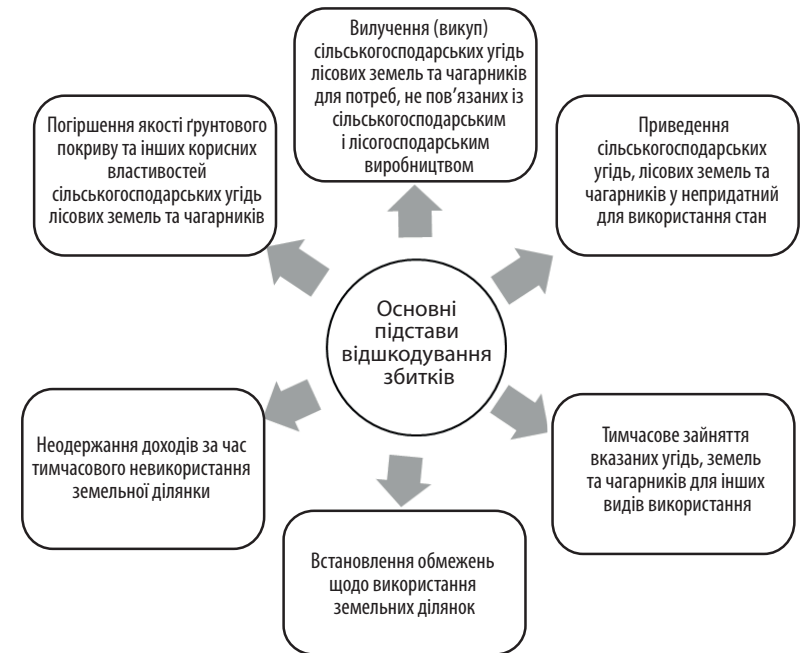 Вилучення (викуп)
сільськогосподарських угідь
лісових земель та чагарників
для потреб, не пов’язаних із
сільськогосподарським
і лісогосподарським
виробництвом
Погіршення якості ґрунтового
покриву та інших корисних
властивостей
сільськогосподарських угідь
лісових земель та чагарників
Приведення
сільськогосподарських
угідь, лісових земель та
чагарників у непридатний
для використання стан
Основні
підстави
відшкодування
збитків
Неодержання доходів за час
тимчасового невикористання
земельної ділянки
Тимчасове зайняття
вказаних угідь, земель
та чагарників для інших
видів використання
Встановлення обмежень
щодо використання
земельних ділянок